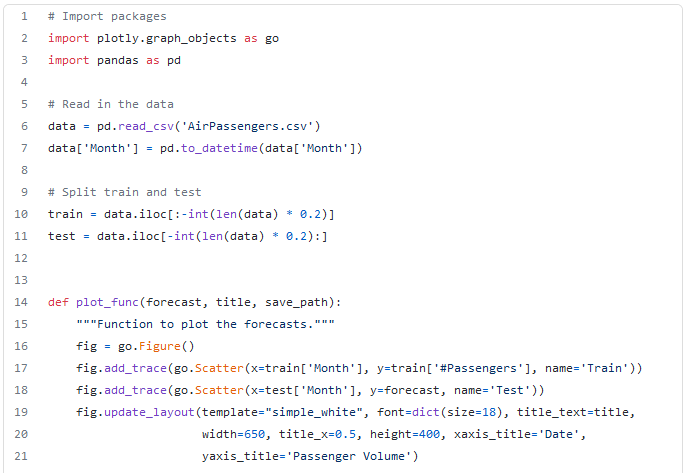 1 # Import packages
2 import plotly.graph_objects as go
3 import pandas as pd
4
5 # Read in the data
6 data = pd.read_csv('AirPassengers.csv')
7 data['Month'] = pd.to_datetime(data['Month'])
8
9 # Split train and test
10 train = data.iloc[:-int(len(data) * 0.2)]
11 test = data.iloc[-int(len(data) * 0.2):]
12
13
14 def plot_func(forecast, title, save_path):
15     """Function to plot the forecasts."""
16     fig = go.Figure()
17     fig.add_trace(go.Scatter(x=train['Month'], y=train['#Passengers'], name='Train'))
18     fig.add_trace(go.Scatter(x=test['Month'], y=forecast, name='Test'))
19     fig.update_layout(template="simple_white", font=dict(size=18), title_text=title,
20                       width=650, title_x=0.5, height=400, xaxis_title='Date',
21                       yaxis_title='Passenger Volume')